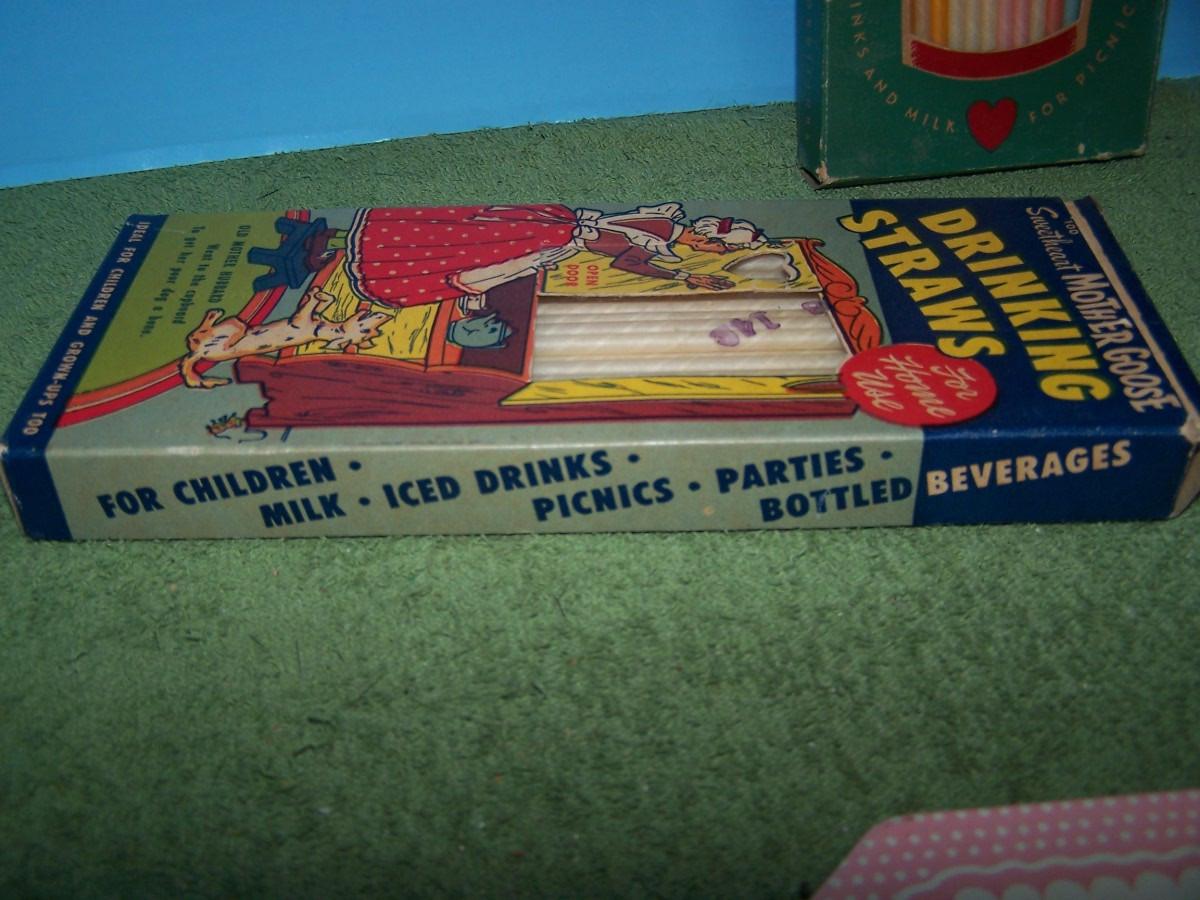 INKS AND MILK
FOR PICNIC
100
Sweetheart MOTHER GOOSE
DRINKING
STRAWS
For
Home
Use
OPEN
DOOR
OLD MOTHER HUBBARD
Went to the Cupboard
To get her poor dog a bone.
IDEAL FOR CHILDREN AND GROWN-UPS TOO
FOR CHILDREN •
MILK • ICED DRINKS •
PICNICS • PARTIES •
BOTTLED BEVERAGES